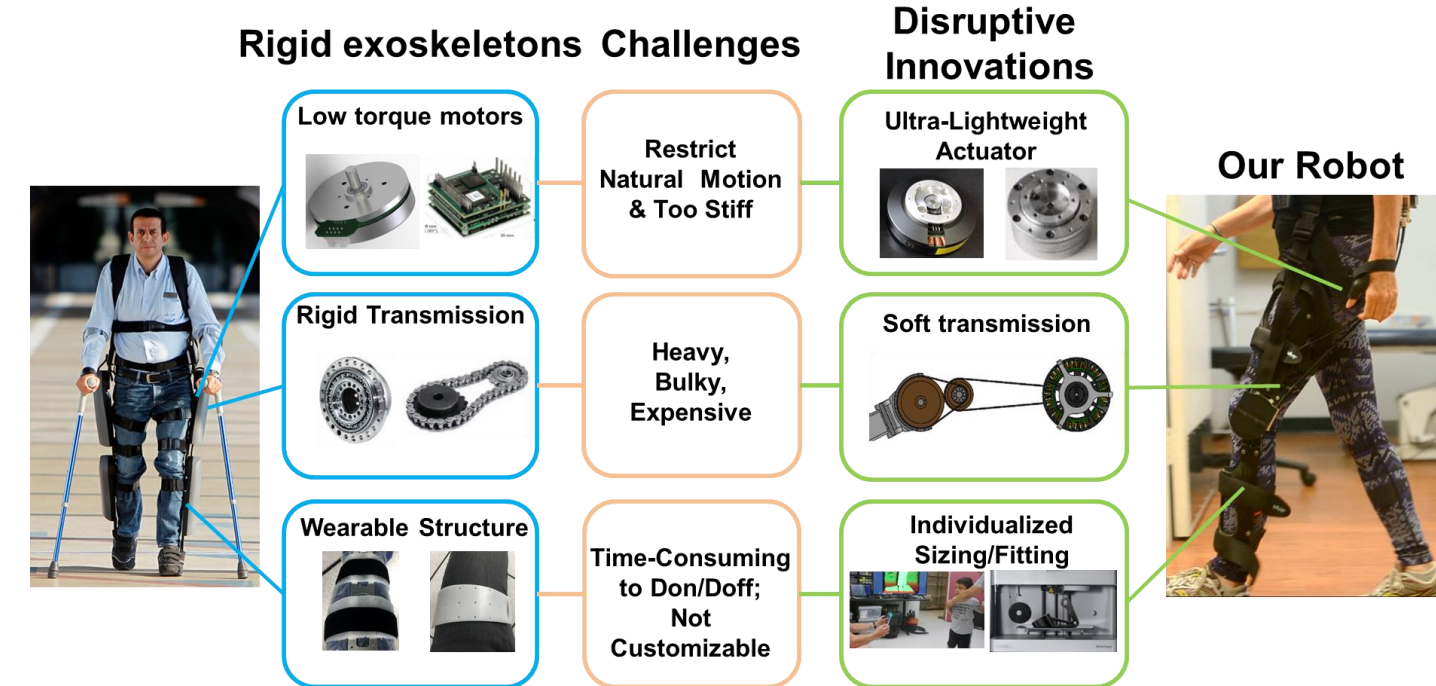 Rigid exoskeletons
Challenges
Disruptive
Innovations
Low torque motors
Restrict
Natural Motion
& Too Stiff
Ultra-Lightweight
Actuator
Our Robot
Rigid Transmission
Heavy,
Bulky,
Expensive
Soft transmission
Wearable Structure
Time-Consuming
to Don/Doff;
Not
Customizable
Individualized
Sizing/Fitting